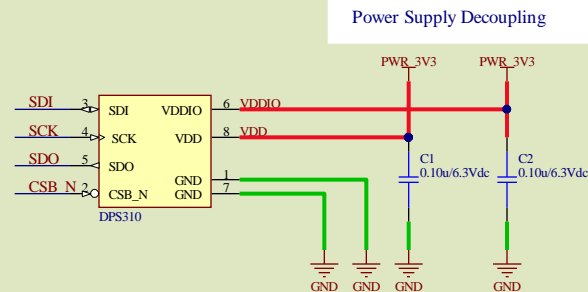 Power Supply Decoupling
PWR_3V3 PWR_3V3
SDI 3 SDI VDDIO 6 VDDIO
SCK 4 SCK VDD 8 VDD
SDO 5 SDO
CSB_N 2 CSB_N GND 1
GND 7
DPS310
C1
0.10u/6.3Vdc
C2
0.10u/6.3Vdc
GND GND GND GND